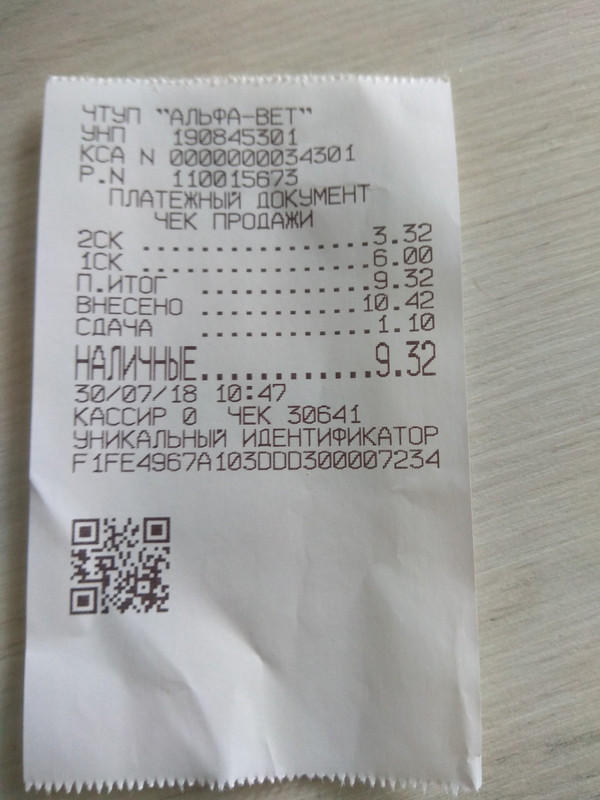 ЧТУП "АЛЬФА-ВЕТ"
УНП 190845301
КСА N 0000000034301
P.N 110015673
ПЛАТЕЖНЫЙ ДОКУМЕНТ
ЧЕК ПРОДАЖИ
2СК ................3.32
1СК ................6.00
П.ИТОГ ............9.32
ВНЕСЕНО ...........10.42
СДАЧА ............1.10
НАЛИЧНЫЕ............9.32
30/07/18 10:47
КАССИР 0 ЧЕК 30641
УНИКАЛЬНЫЙ ИДЕНТИФИКАТОР
F1FE4967A103DDD300007234